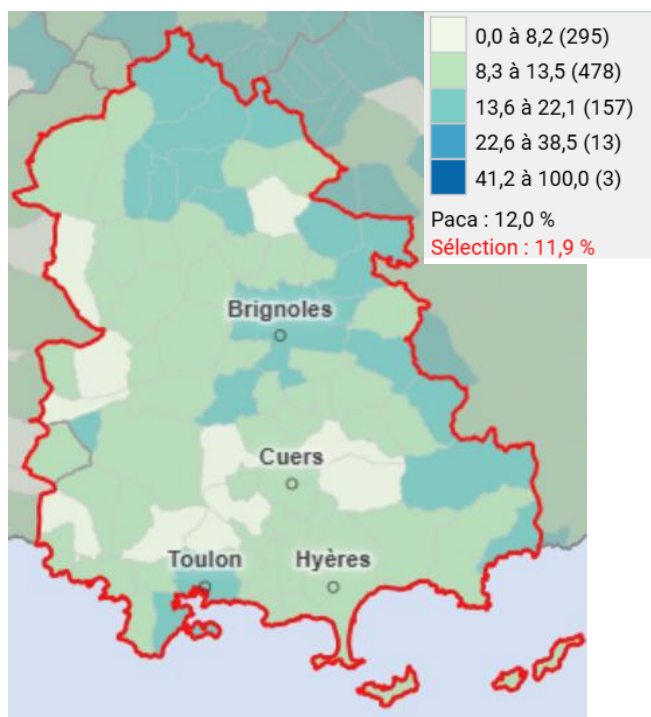 0,0 à 8,2 (295)
8,3 à 13,5 (478)
13,6 à 22,1 (157)
22,6 à 38,5 (13)
41,2 à 100,0 (3)
Paca : 12,0 %
Sélection : 11,9 %
Brignoles
Cuers
Toulon
Hyères